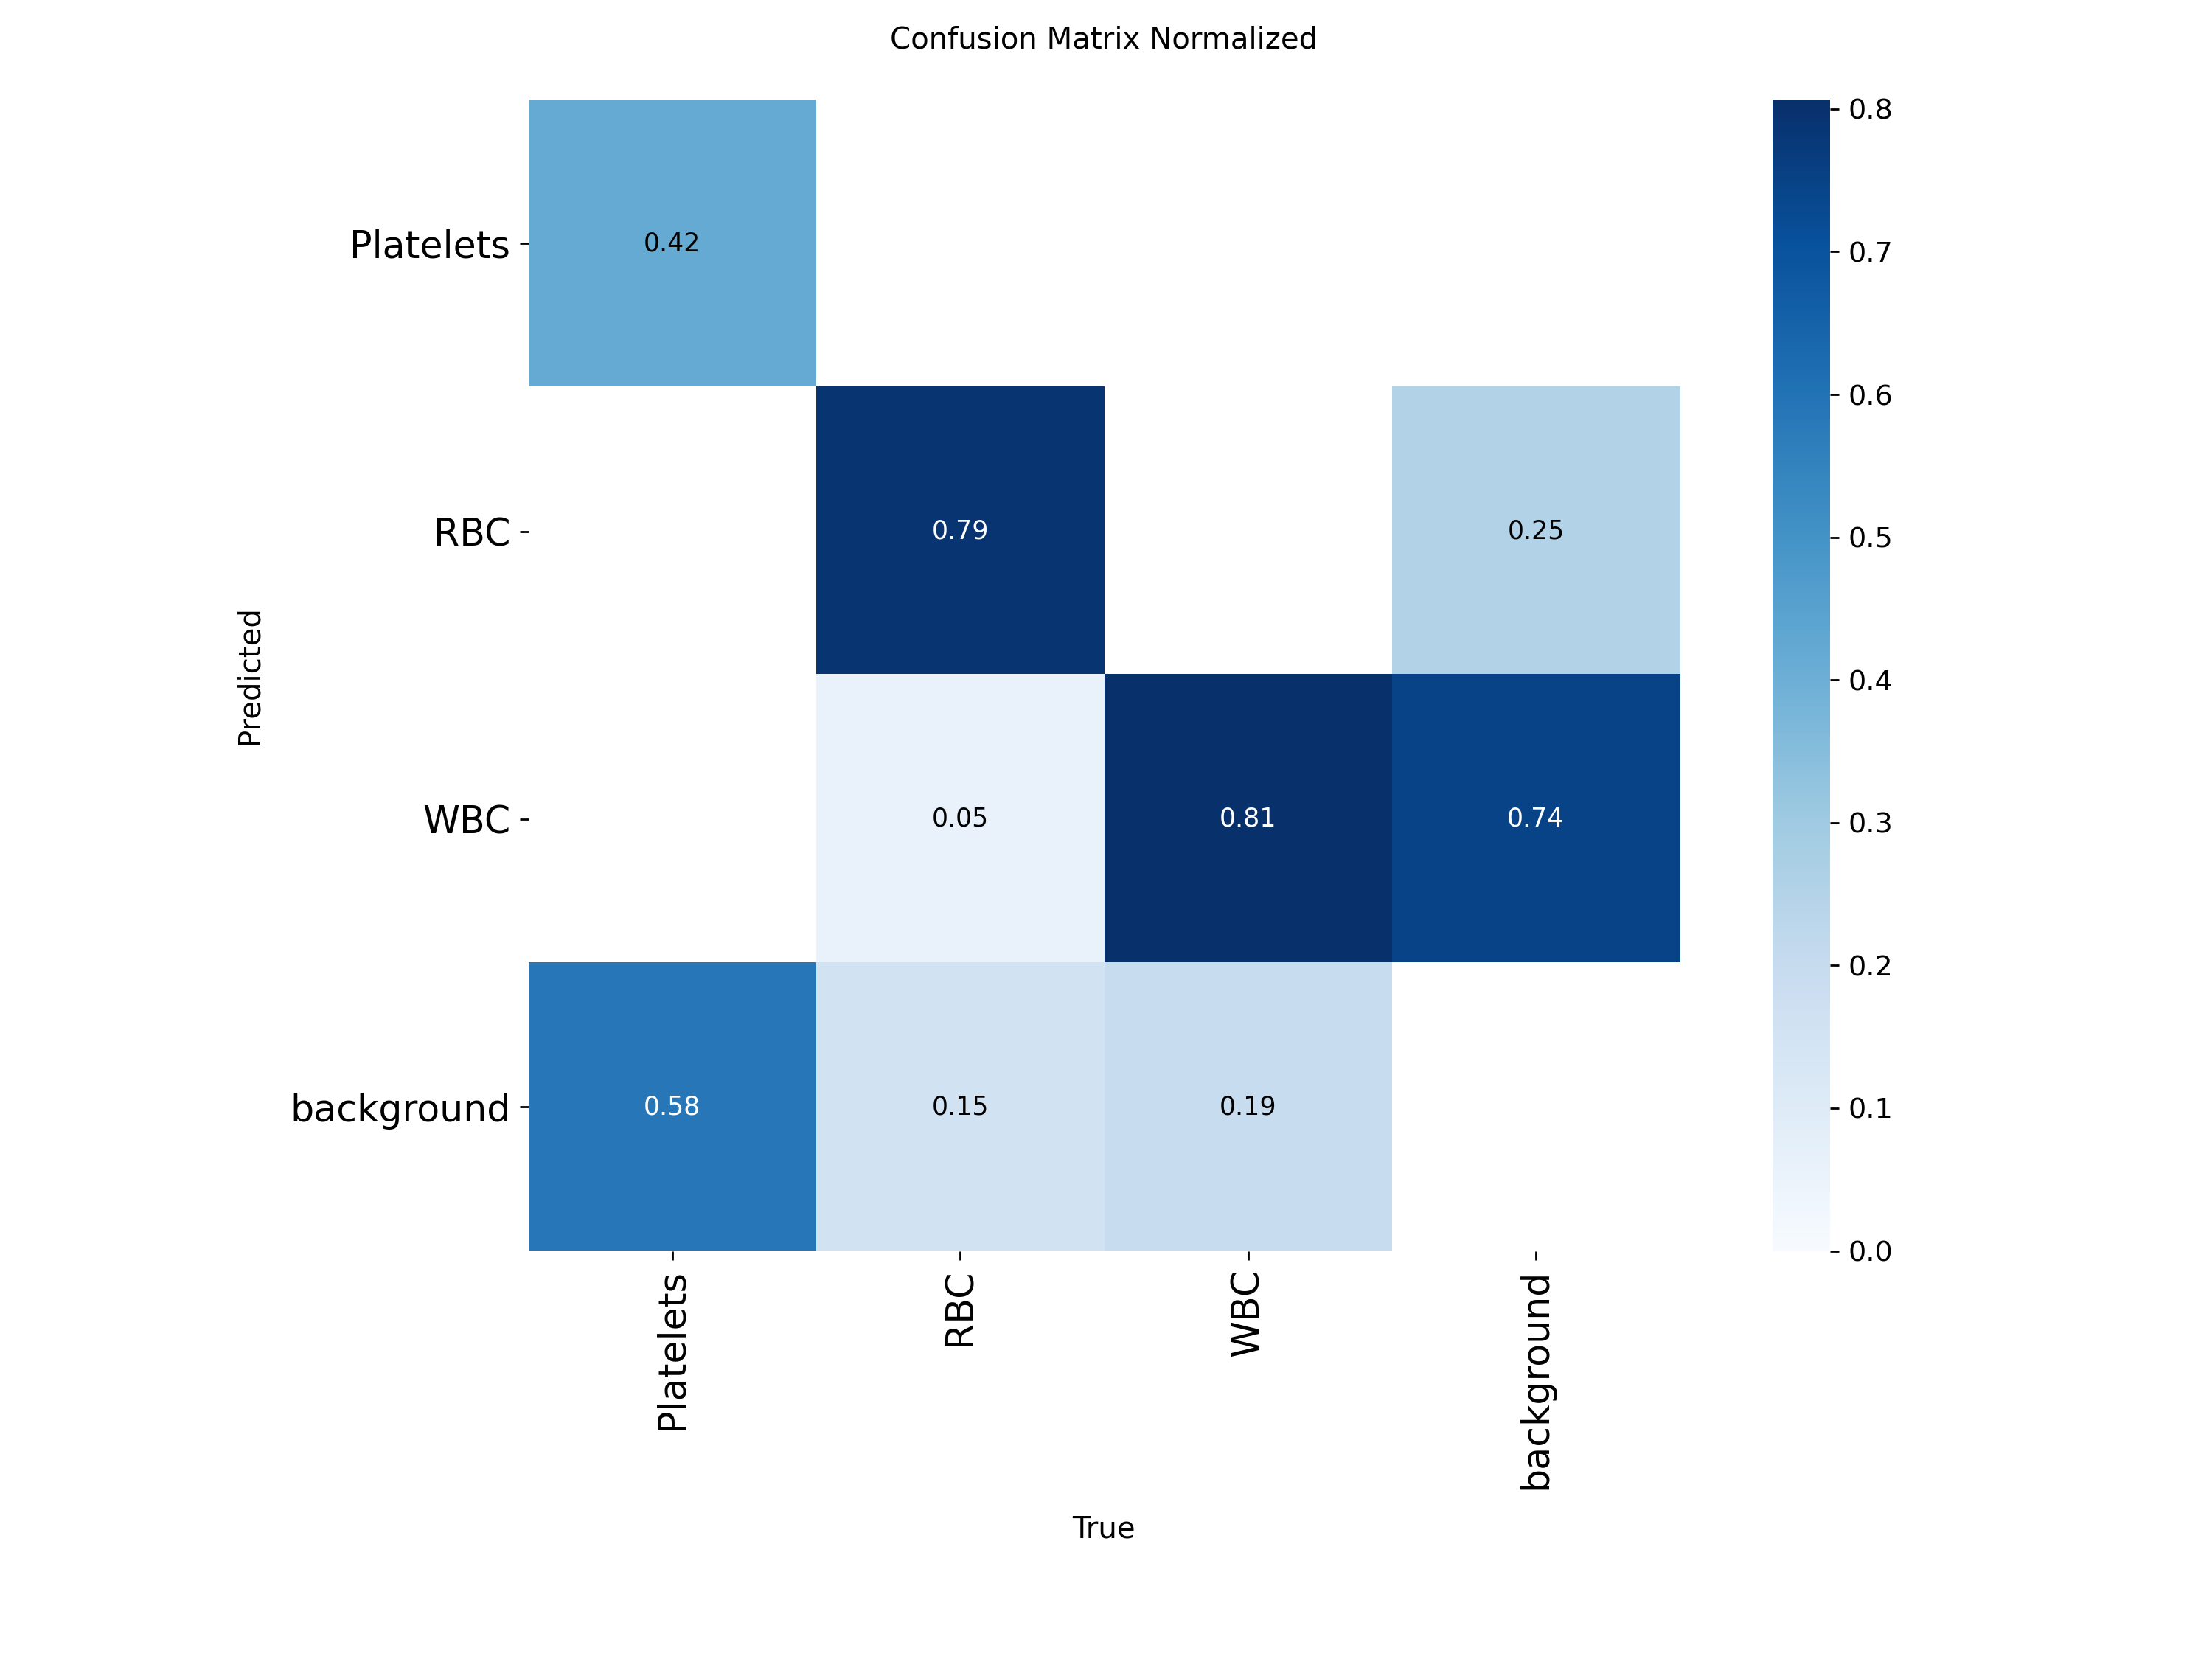 Confusion Matrix Normalized
Platelets
0.42
RBC
0.79
0.25
WBC
0.05
0.81
0.74
background
0.58
0.15
0.19
Predicted
Platelets
RBC
WBC
background
True
0.8
0.7
0.6
0.5
0.4
0.3
0.2
0.1
0.0